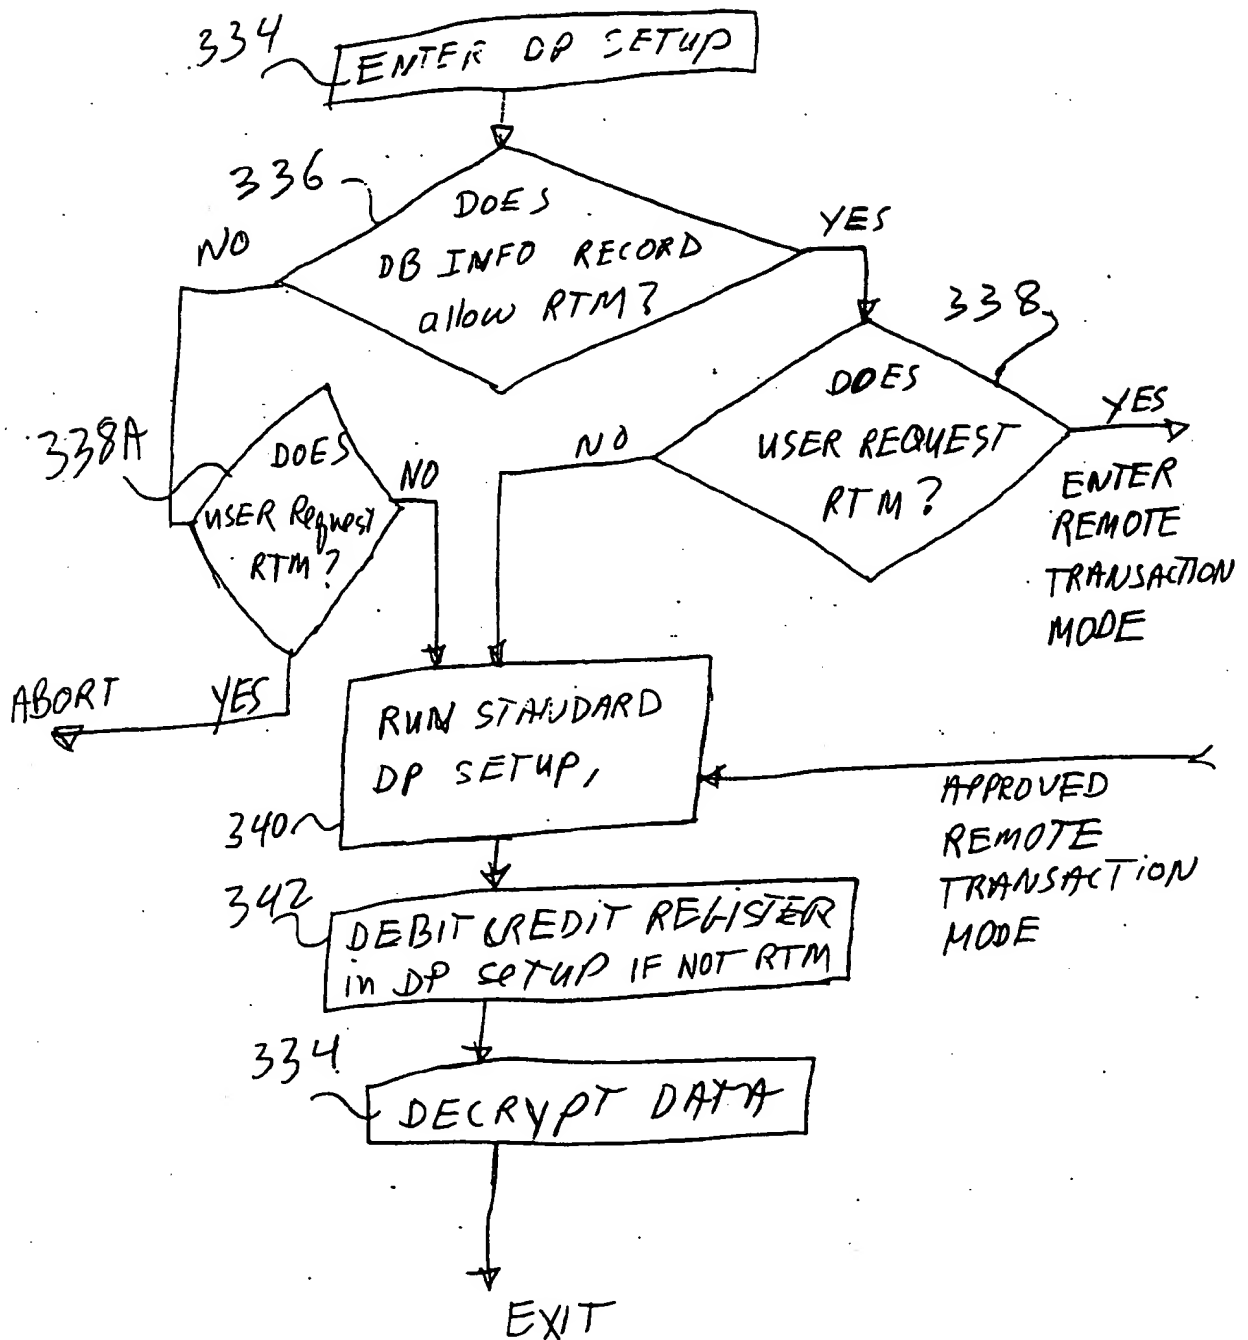 334
ENTER DP SETUP
336
DOES
DB INFO RECORD
allow RTM?
NO
YES
338
DOES
USER REQUEST
RTM?
YES
NO
ENTER
REMOTE
TRANSACTION
MODE
338A
DOES
USER Request
RTM?
NO
YES
ABORT
RUN STANDARD
DP SETUP,
340
APPROVED
REMOTE
TRANSACTION
MODE
342
DEBIT CREDIT REGISTER
in DP SETUP IF NOT RTM
334
DECRYPT DATA
EXIT